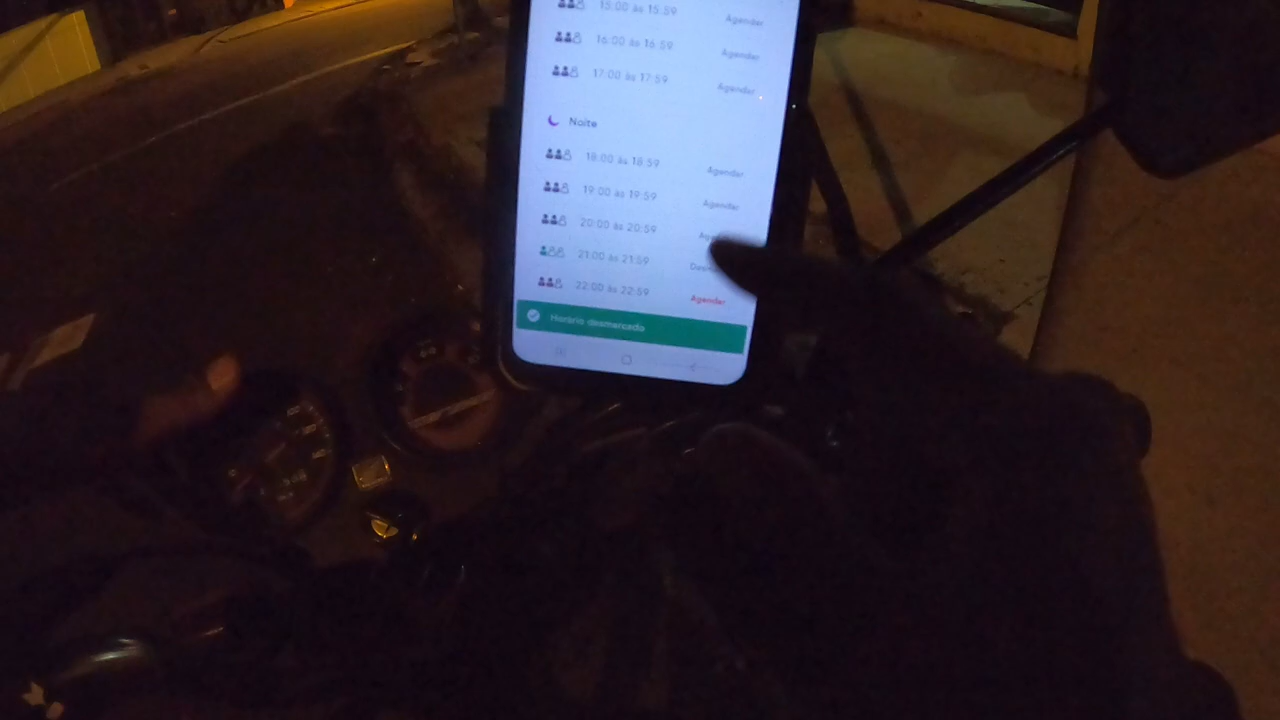 15:00 às 15:59 Agendar
16:00 às 16:59 Agendar
17:00 às 17:59 Agendar
Noite
18:00 às 18:59 Agendar
19:00 às 19:59 Agendar
20:00 às 20:59
21:00 às 21:59
22:00 às 22:59 Agendar
Horário desmarcado